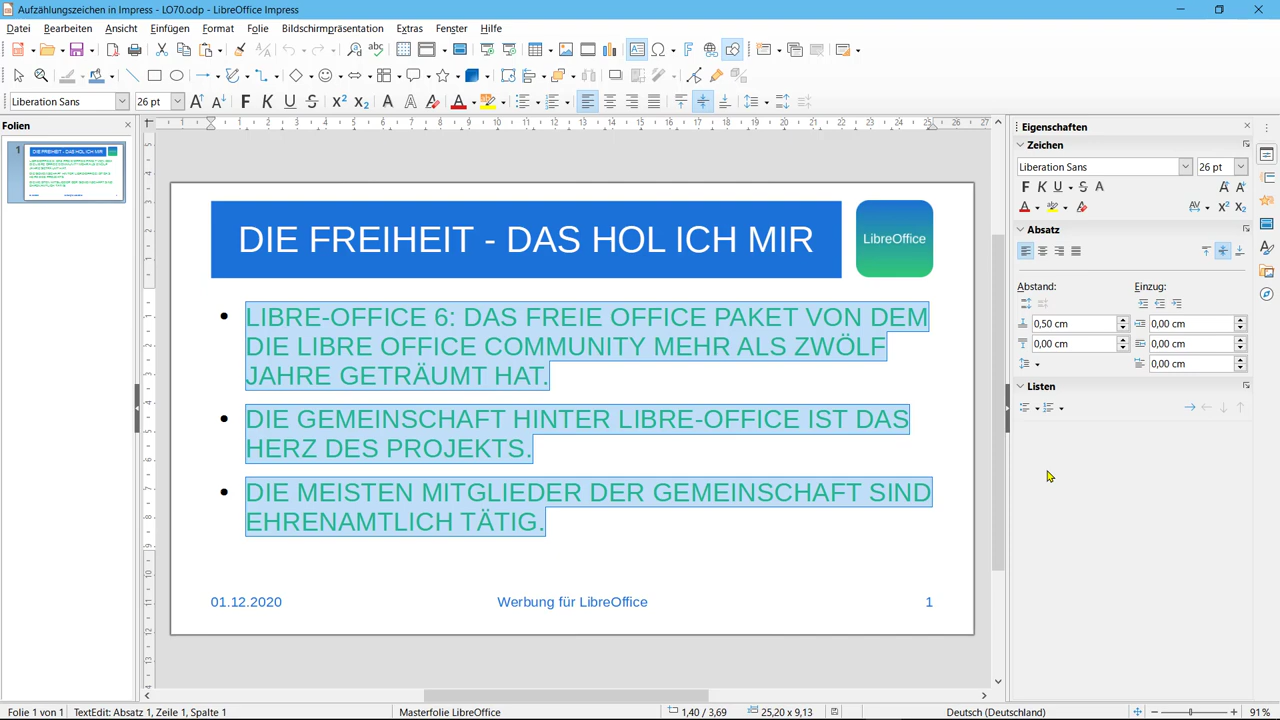 Aufzählungszeichen in Impress - LO70.odp - LibreOffice Impress
Datei Bearbeiten Ansicht Einfügen Format Folie Bildschirmpräsentation Extras Fenster Hilfe
Liberation Sans 26 pt
Folien
Eigenschaften
Zeichen
Liberation Sans 26 pt
Absatz
Abstand: Einzug:
0,50 cm 0,00 cm
0,00 cm 0,00 cm
0,00 cm
Listen
1
DIE FREIHEIT - DAS HOL ICH MIR
LibreOffice
LIBRE-OFFICE 6: DAS FREIE OFFICE PAKET VON DEM
DIE LIBRE OFFICE COMMUNITY MEHR ALS ZWÖLF
JAHRE GETRÄUMT HAT.
DIE GEMEINSCHAFT HINTER LIBRE-OFFICE IST DAS
HERZ DES PROJEKTS.
DIE MEISTEN MITGLIEDER DER GEMEINSCHAFT SIND
EHRENAMTLICH TÄTIG.
01.12.2020 Werbung für LibreOffice 1
Folie 1 von 1 TextEdit: Absatz 1, Zeile 1, Spalte 1 Masterfolie LibreOffice 1,40 / 3,69 25,20 x 9,13 Deutsch (Deutschland) 91%